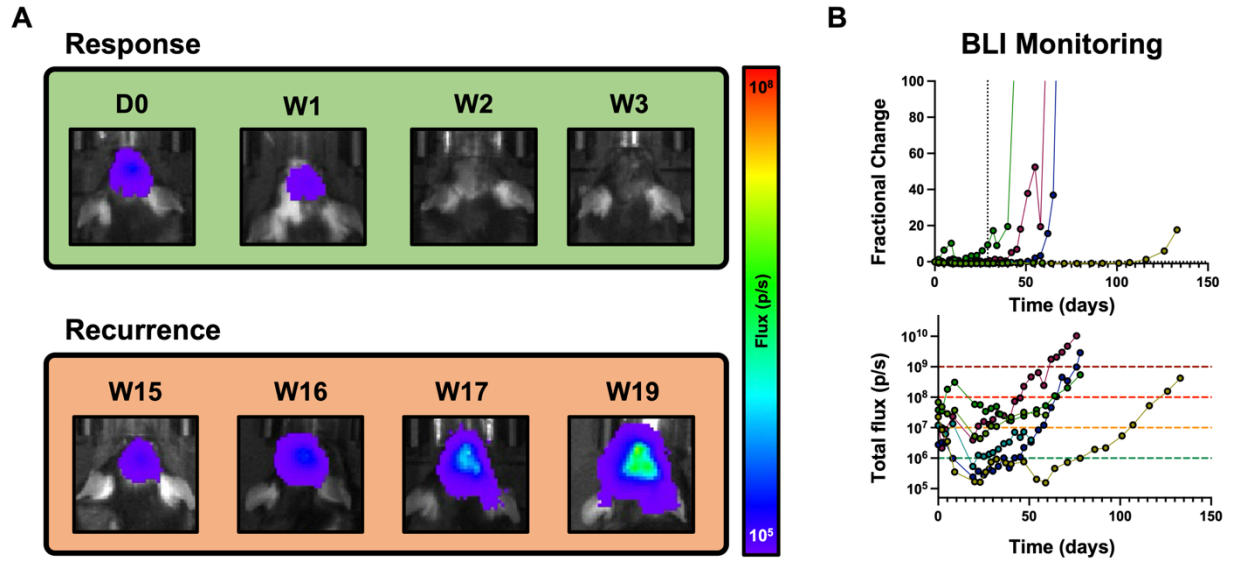 A
Response
D0 W1 W2 W3
Recurrence
W15 W16 W17 W19
10⁸
Flux (p/s)
10⁵
B
BLI Monitoring
Fractional Change
100
80
60
40
20
0
0 50 100 150
Time (days)
Total flux (p/s)
10¹⁰
10⁹
10⁸
10⁷
10⁶
10⁵
0 50 100 150
Time (days)